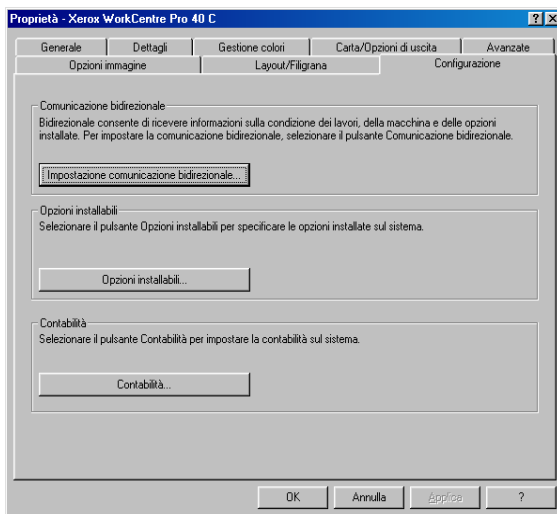 Proprietà - Xerox WorkCentre Pro 40 C
Generale Dettagli Gestione colori Carta/Opzioni di uscita Avanzate
Opzioni immagine Layout/Filigrana Configurazione
Comunicazione bidirezionale
Bidirezionale consente di ricevere informazioni sulla condizione dei lavori, della macchina e delle opzioni
installate. Per impostare la comunicazione bidirezionale, selezionare il pulsante Comunicazione bidirezionale.
Impostazione comunicazione bidirezionale...
Opzioni installabili
Selezionare il pulsante Opzioni installabili per specificare le opzioni installate sul sistema.
Opzioni installabili...
Contabilità
Selezionare il pulsante Contabilità per impostare la contabilità sul sistema.
Contabilità...
OK Annulla Applica ?